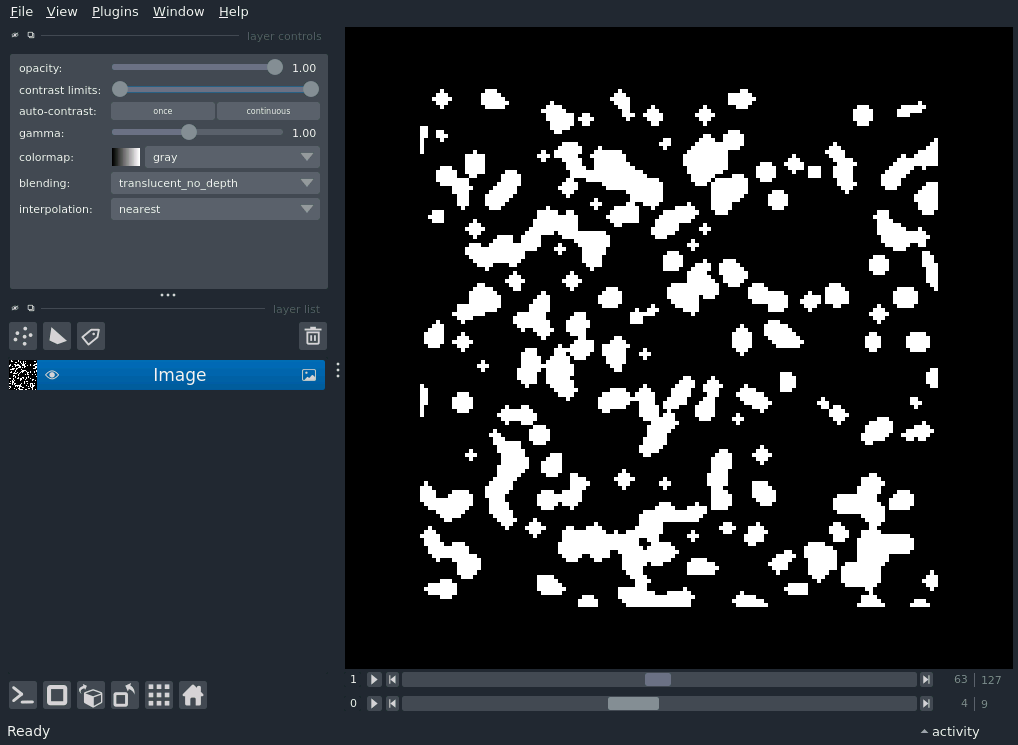 File View Plugins Window Help
layer controls
opacity: 1.00
contrast limits:
auto-contrast: once continuous
gamma: 1.00
colormap: gray
blending: translucent_no_depth
interpolation: nearest
layer list
Image
1 63 127
0 4 9
Ready activity